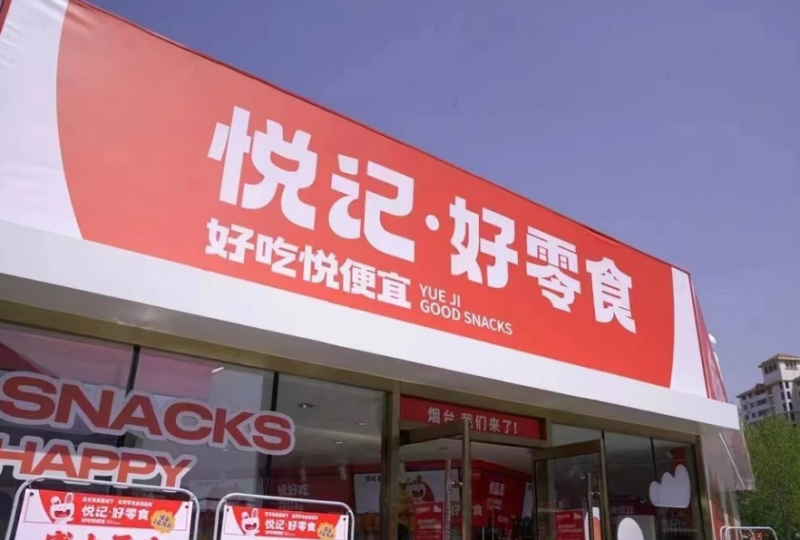 悦记·好零食
好吃悦便宜
YUE JI
GOOD SNACKS
SNACKS
HAPPY
烟台 我们来了!
悦记·好零食
悦记·好零食